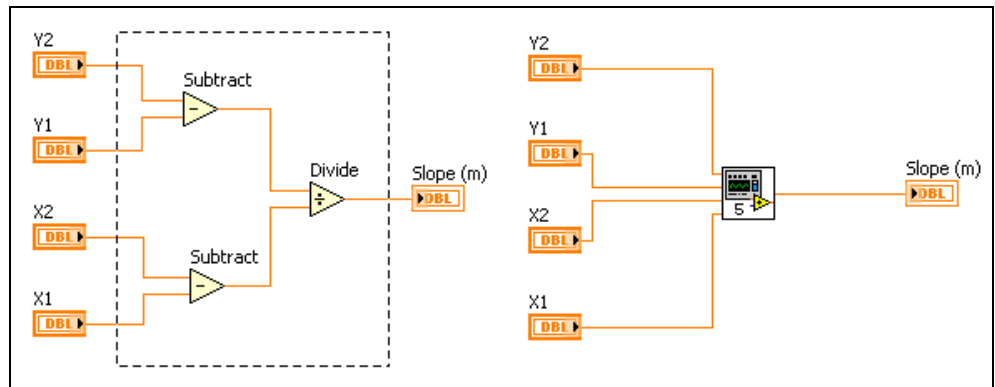 Y2
DBL
Subtract
Y1
DBL
Divide
Slope (m)
DBL
X2
DBL
Subtract
X1
DBL
Y2
DBL
Y1
DBL
Slope (m)
DBL
5
X2
DBL
X1
DBL